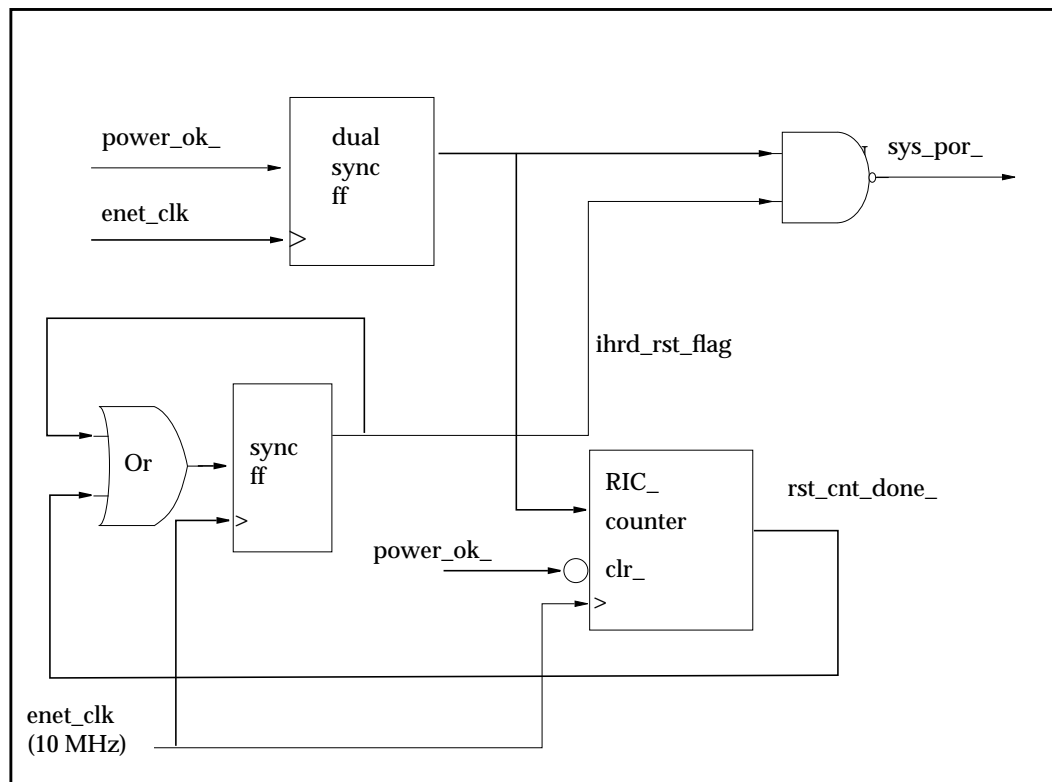 power_ok_
enet_clk
dual
sync
ff
sys_por_
ihrd_rst_flag
Or
sync
ff
RIC_
counter
clr_
power_ok_
rst_cnt_done_
enet_clk
(10 MHz)